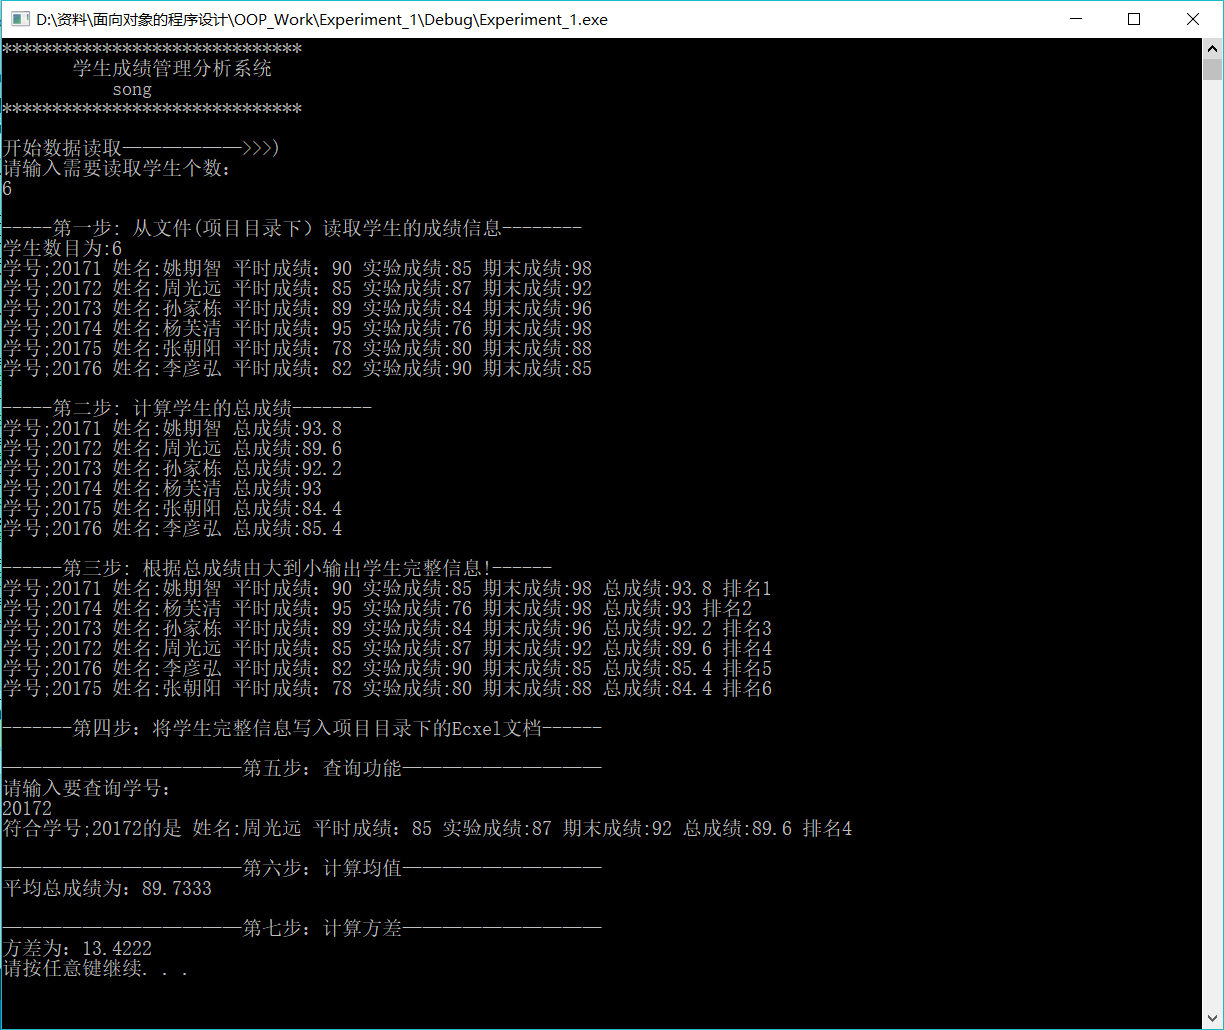 D:\资料\面向对象的程序设计\OOP_Work\Experiment_1\Debug\Experiment_1.exe
******************************
学生成绩管理分析系统
song
******************************
开始数据读取——————>>>)
请输入需要读取学生个数:
6
-----第一步: 从文件(项目目录下) 读取学生的成绩信息--------
学生数目为:6
学号;20171 姓名:姚期智 平时成绩: 90 实验成绩:85 期末成绩:98
学号;20172 姓名:周光远 平时成绩: 85 实验成绩:87 期末成绩:92
学号;20173 姓名:孙家栋 平时成绩: 89 实验成绩:84 期末成绩:96
学号;20174 姓名:杨芙清 平时成绩: 95 实验成绩:76 期末成绩:98
学号;20175 姓名:张朝阳 平时成绩: 78 实验成绩:80 期末成绩:88
学号;20176 姓名:李彦弘 平时成绩: 82 实验成绩:90 期末成绩:85
-----第二步: 计算学生的总成绩--------
学号;20171 姓名:姚期智 总成绩:93.8
学号;20172 姓名:周光远 总成绩:89.6
学号;20173 姓名:孙家栋 总成绩:92.2
学号;20174 姓名:杨芙清 总成绩:93
学号;20175 姓名:张朝阳 总成绩:84.4
学号;20176 姓名:李彦弘 总成绩:85.4
------第三步: 根据总成绩由大到小输出学生完整信息!------
学号;20171 姓名:姚期智 平时成绩: 90 实验成绩:85 期末成绩:98 总成绩:93.8 排名1
学号;20174 姓名:杨芙清 平时成绩: 95 实验成绩:76 期末成绩:98 总成绩:93 排名2
学号;20173 姓名:孙家栋 平时成绩: 89 实验成绩:84 期末成绩:96 总成绩:92.2 排名3
学号;20172 姓名:周光远 平时成绩: 85 实验成绩:87 期末成绩:92 总成绩:89.6 排名4
学号;20176 姓名:李彦弘 平时成绩: 82 实验成绩:90 期末成绩:85 总成绩:85.4 排名5
学号;20175 姓名:张朝阳 平时成绩: 78 实验成绩:80 期末成绩:88 总成绩:84.4 排名6
-------第四步: 将学生完整信息写入项目目录下的Ecxel文档------
————————————第五步: 查询功能——————————
请输入要查询学号:
20172
符合学号;20172的是 姓名:周光远 平时成绩: 85 实验成绩:87 期末成绩:92 总成绩:89.6 排名4
————————————第六步: 计算均值——————————
平均总成绩为: 89.7333
————————————第七步: 计算方差——————————
方差为: 13.4222
请按任意键继续. . .